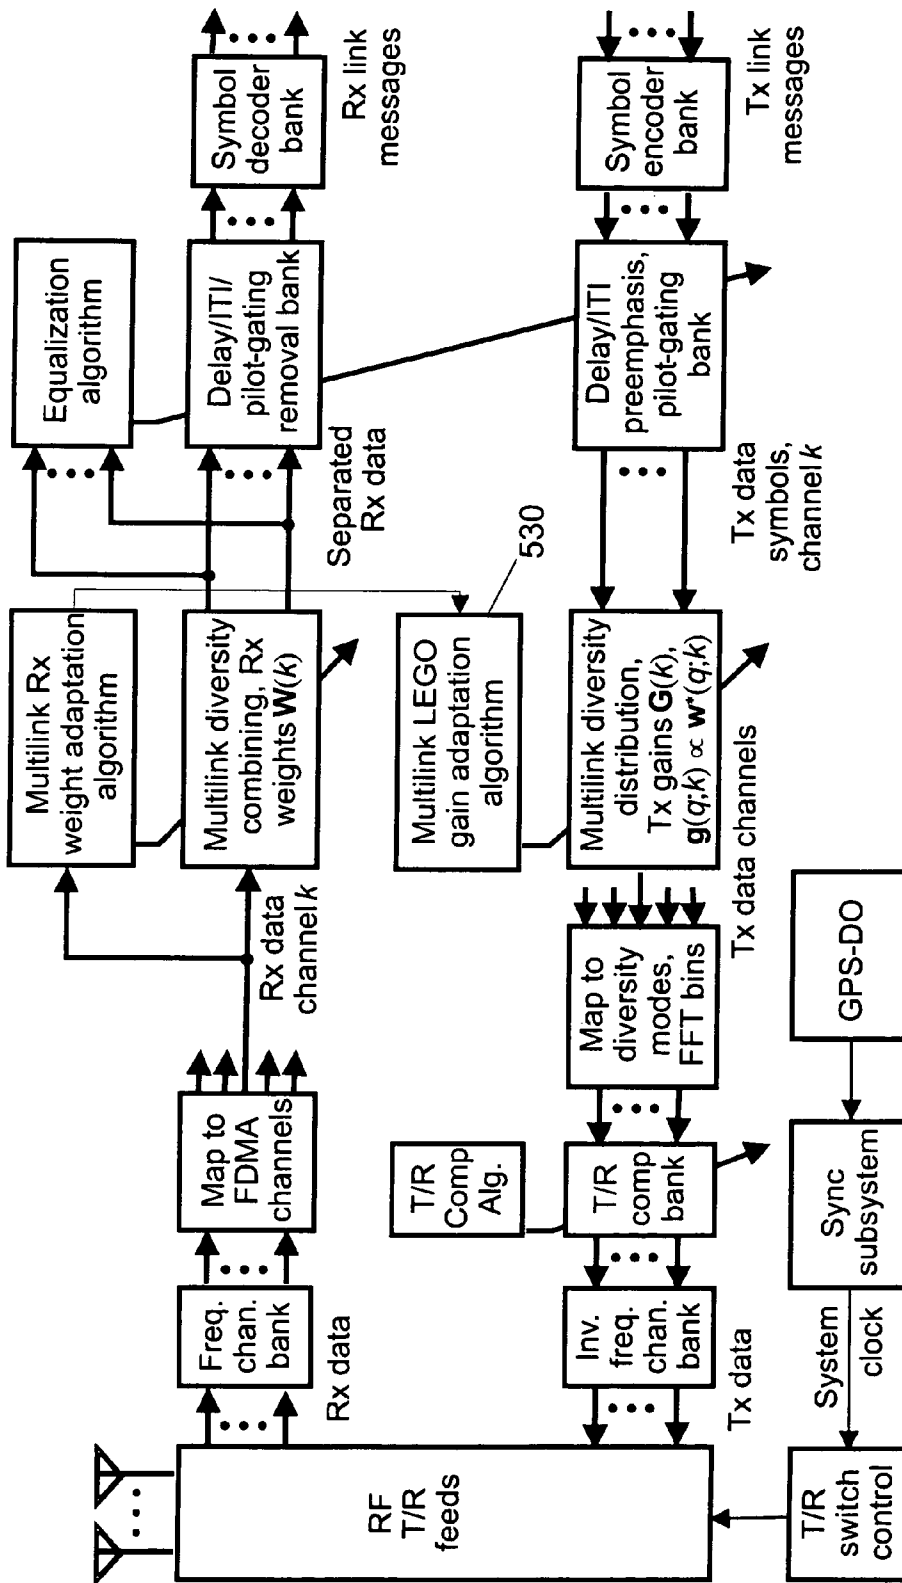 RF
T/R
feeds
Rx data
Freq.
chan.
bank
Map to
FDMA
channels
Rx data
channel k
Multilink Rx
weight adaptation
algorithm
Multilink diversity
combining, Rx
weights W(k)
Separated
Rx data
Equalization
algorithm
Delay/ITI/
pilot-gating
removal bank
Symbol
decoder
bank
Rx link
messages
Tx data
Inv.
freq.
chan.
bank
T/R
Comp
Alg.
T/R
comp
bank
Map to
diversity
modes,
FFT bins
Tx data channels
Multilink LEGO
gain adaptation
algorithm
530
Multilink diversity
distribution,
Tx gains G(k),
g(q;k) ∝ w*(q;k)
Tx data
symbols,
channel k
Delay/ITI
preemphasis,
pilot-gating
bank
Symbol
encoder
bank
Tx link
messages
T/R
switch
control
System
clock
Sync
subsystem
GPS-DO